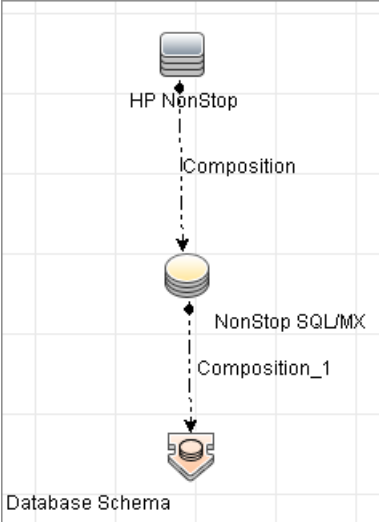 HP NonStop
Composition
NonStop SQL/MX
Composition_1
Database Schema